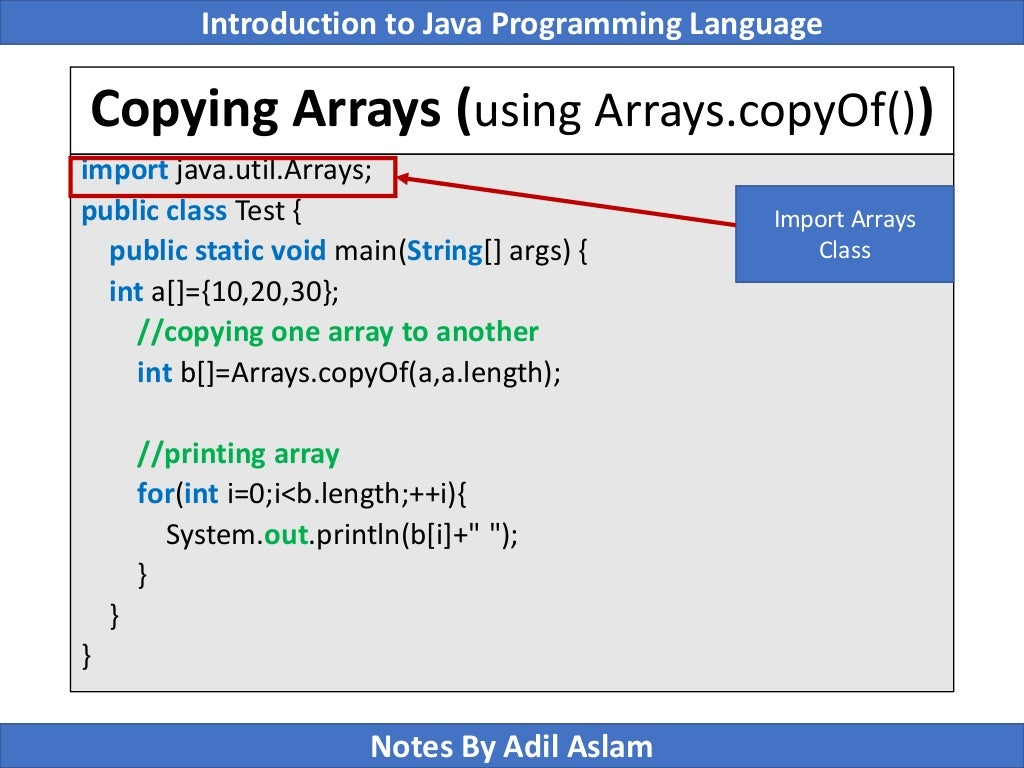 Introduction to Java Programming Language
Copying Arrays (using Arrays.copyOf())
import java.util.Arrays;
public class Test {
public static void main(String[] args) {
int a[]={10,20,30};
//copying one array to another
int b[]=Arrays.copyOf(a,a.length);
//printing array
for(int i=0;i<b.length;++i){
System.out.println(b[i]+" ");
}
}
}
Import Arrays
Class
Notes By Adil Aslam